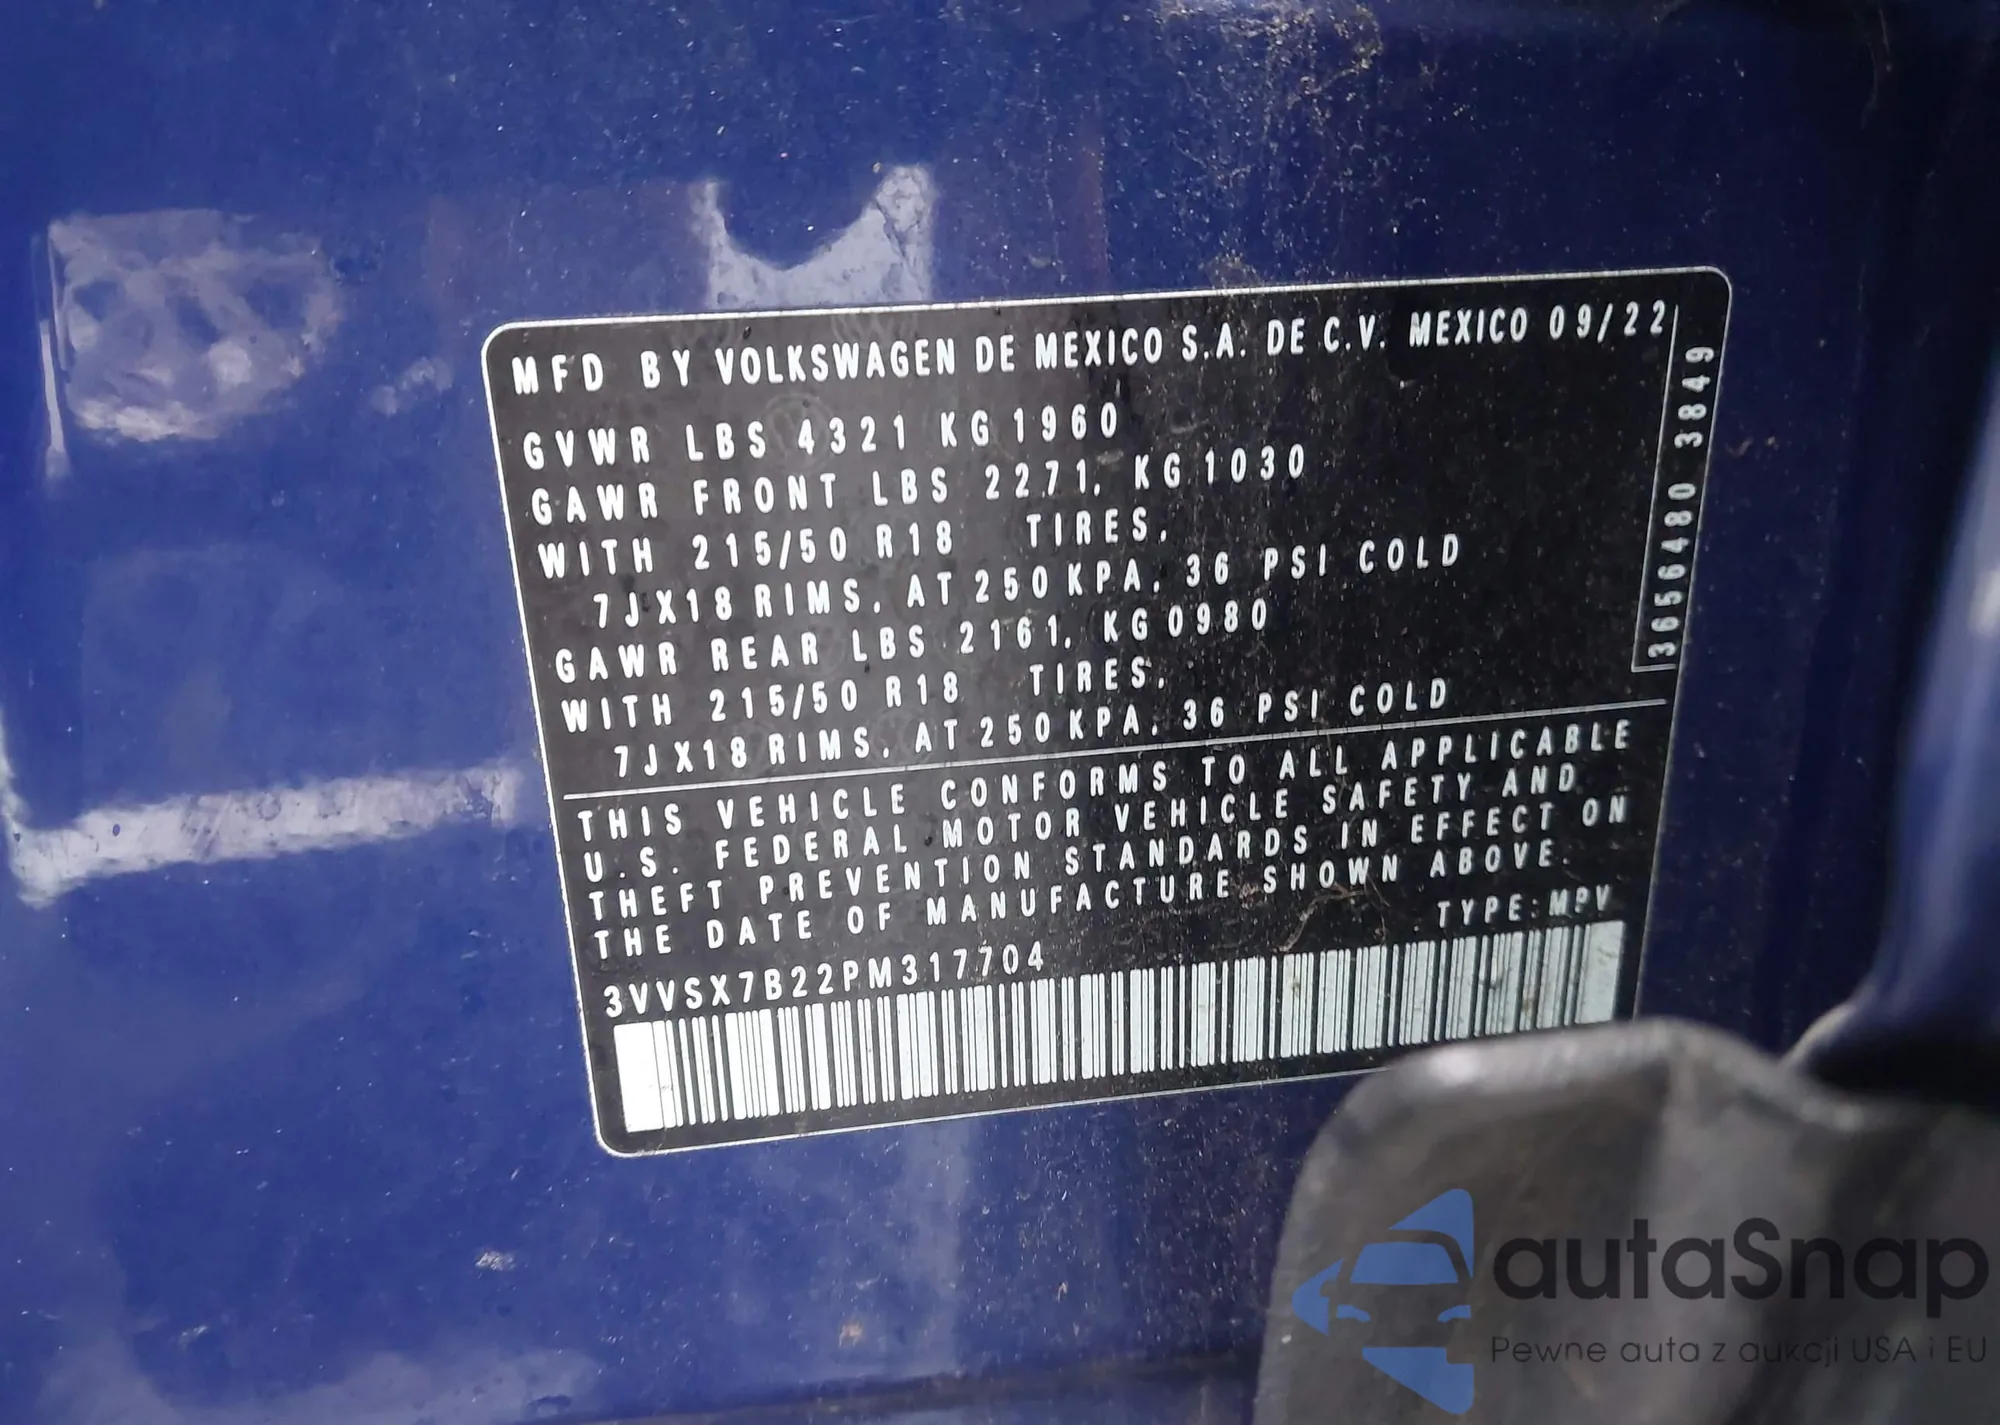 MFD BY VOLKSWAGEN DE MEXICO S.A. DE C.V. MEXICO 09/22
GVWR LBS 4321 KG 1960
GAWR FRONT LBS 2271, KG 1030
WITH 215/50 R18 TIRES,
7JX18 RIMS, AT 250 KPA, 36 PSI COLD
GAWR REAR LBS 2161, KG 0980
WITH 215/50 R18 TIRES,
7JX18 RIMS, AT 250 KPA, 36 PSI COLD
3656480 3849
THIS VEHICLE CONFORMS TO ALL APPLICABLE
U.S. FEDERAL MOTOR VEHICLE SAFETY AND
THEFT PREVENTION STANDARDS IN EFFECT ON
THE DATE OF MANUFACTURE SHOWN ABOVE.
TYPE: MPV
3VVSX7B22PM317704
autaSnap
Pewne auta z aukcji USA i EU